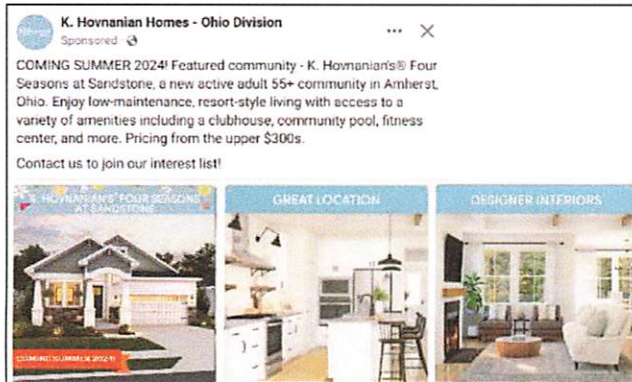 K. Hovnanian Homes - Ohio Division
Sponsored ·
COMING SUMMER 2024! Featured community - K. Hovnanian's® Four
Seasons at Sandstone, a new active adult 55+ community in Amherst,
Ohio. Enjoy low-maintenance, resort-style living with access to a
variety of amenities including a clubhouse, community pool, fitness
center, and more. Pricing from the upper $300s.
Contact us to join our interest list!
K. HOVNANIAN'S® FOUR SEASONS
AT SANDSTONE
GREAT LOCATION
DESIGNER INTERIORS
COMING SUMMER 2024!